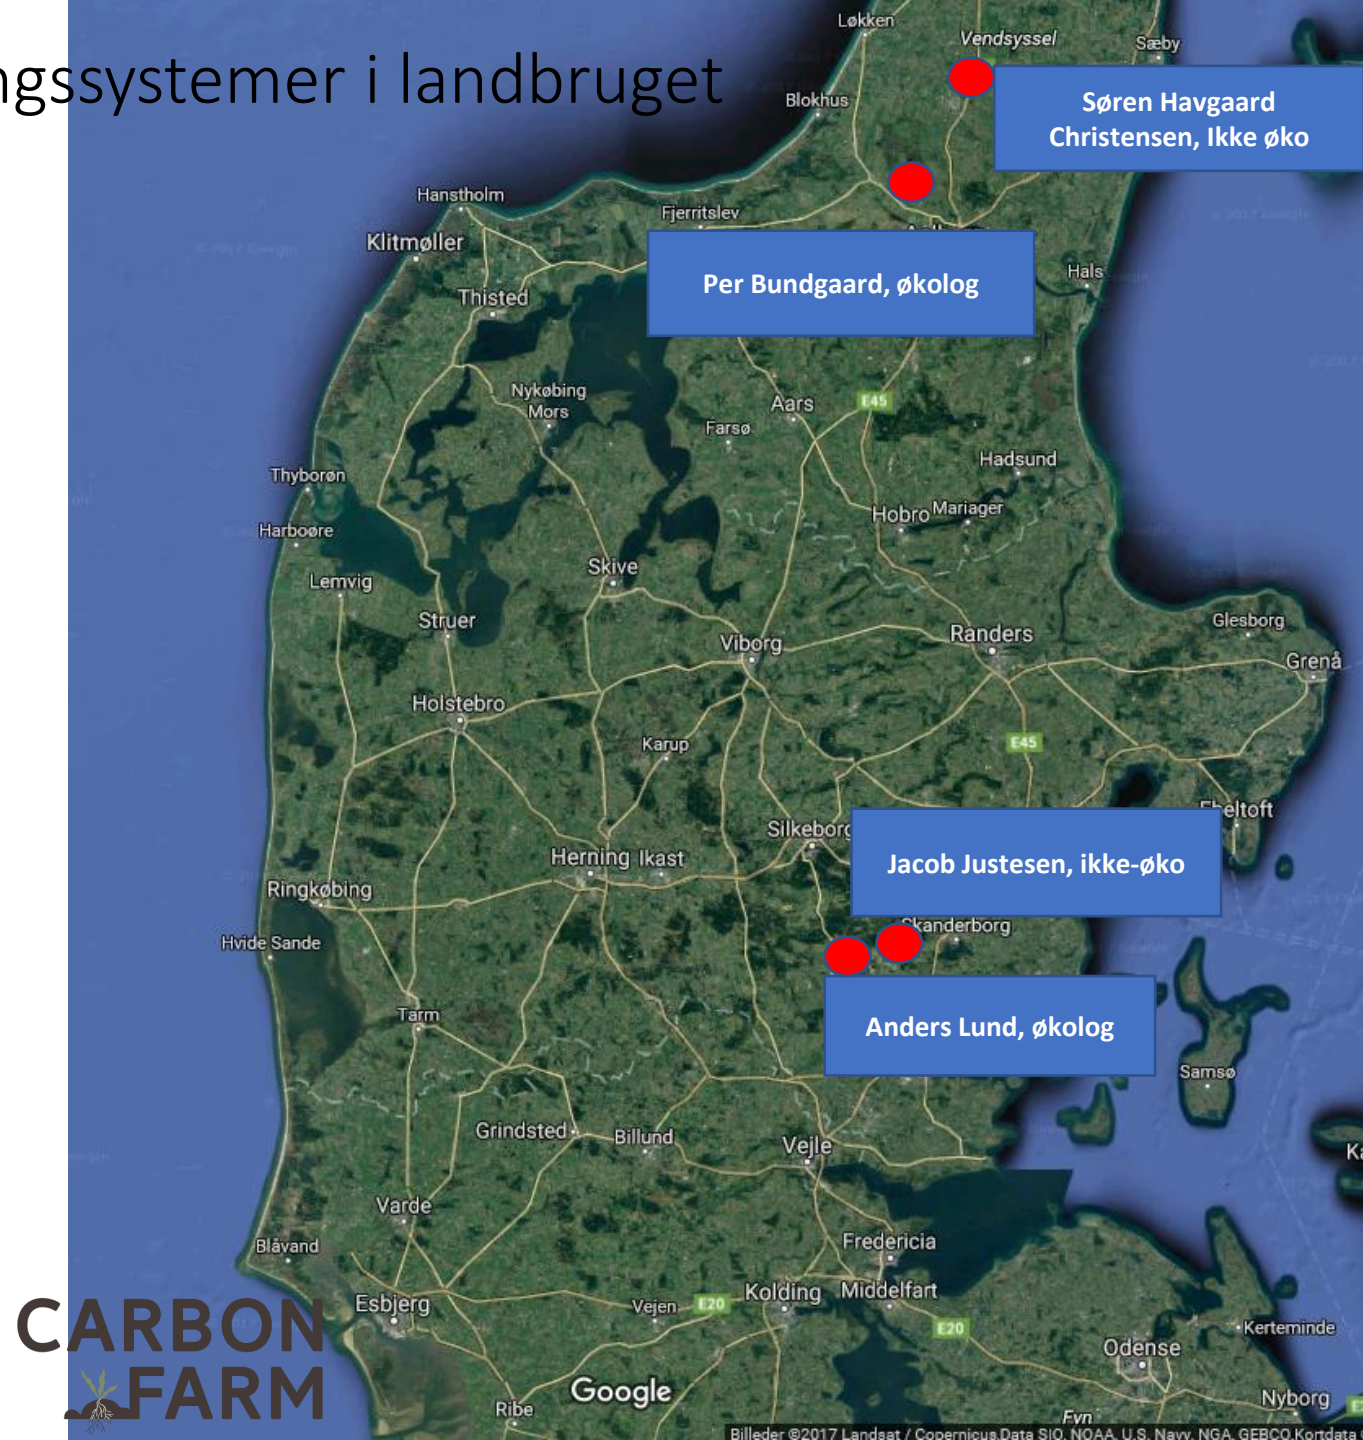 ngssystemer i landbruget
Løkken
Vendsyssel
Sæby
Blokhus
Søren Havgaard
Christensen, Ikke øko
Hanstholm
Fjerritslev
Klitmøller
Per Bundgaard, økolog
Hals
Thisted
Nykøbing
Mors
Aars
E45
Farsø
Hadsund
Thyborøn
Hobro
Mariager
Harboøre
Skive
Lemvig
Struer
Glesborg
Viborg
Randers
Grenå
Holstebro
Karup
E45
Ebeltoft
Silkeborg
Herning
Ikast
Jacob Justesen, ikke-øko
Ringkøbing
Skanderborg
Hvide Sande
Tarm
Anders Lund, økolog
Samsø
Grindsted
Billund
Vejle
Varde
Blåvand
Fredericia
Esbjerg
Vejen
E20
Kolding
Middelfart
E20
Kerteminde
Odense
CARBON
FARM
Google
Ribe
Nyborg
Fyn
Billeder ©2017 Landsat / Copernicus,Data SIO, NOAA, U.S. Navy, NGA, GEBCO,Kortdata